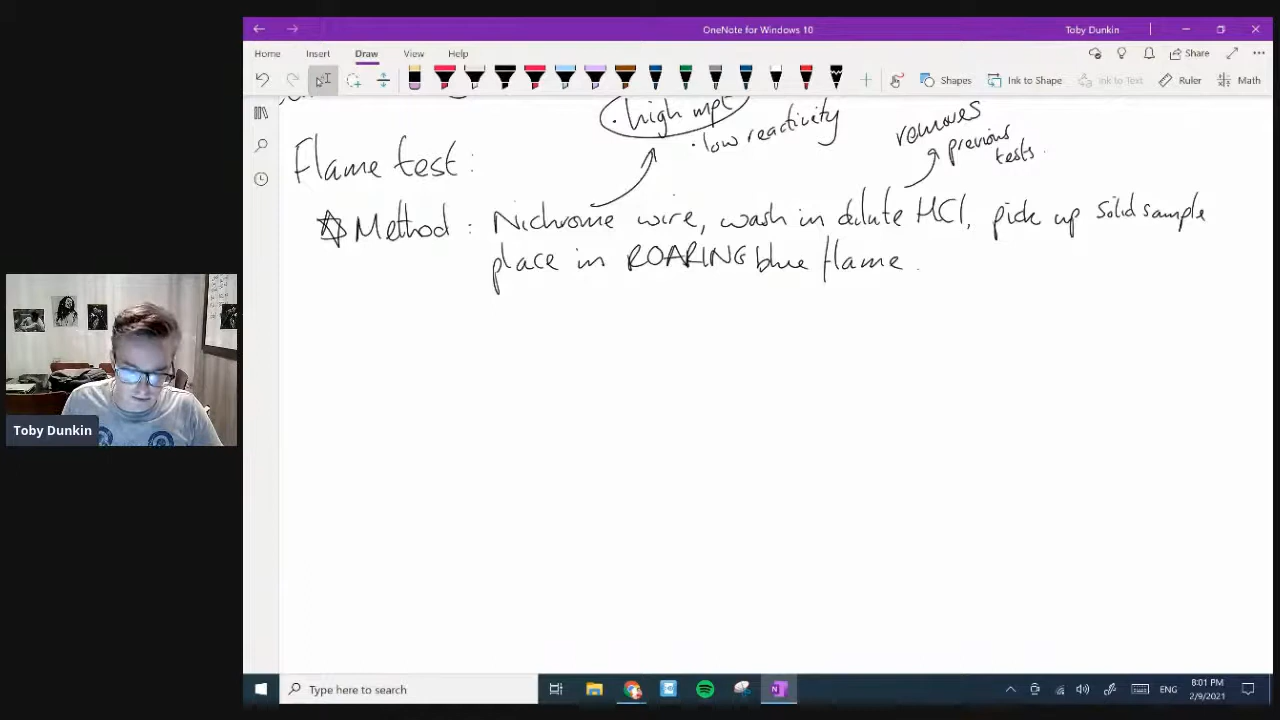 OneNote for Windows 10
Toby Dunkin
Home Insert Draw View Help
Share
Shapes
Ink to Shape
Ink to Text
Ruler
Math
. high mpt
. low reactivity
removes
previous
tests.
Flame test:
Method: Nichrome wire, wash in dilute HCl, pick up solid sample
place in ROARING blue flame.
Toby Dunkin
Type here to search
ENG
8:01 PM
2/9/2021